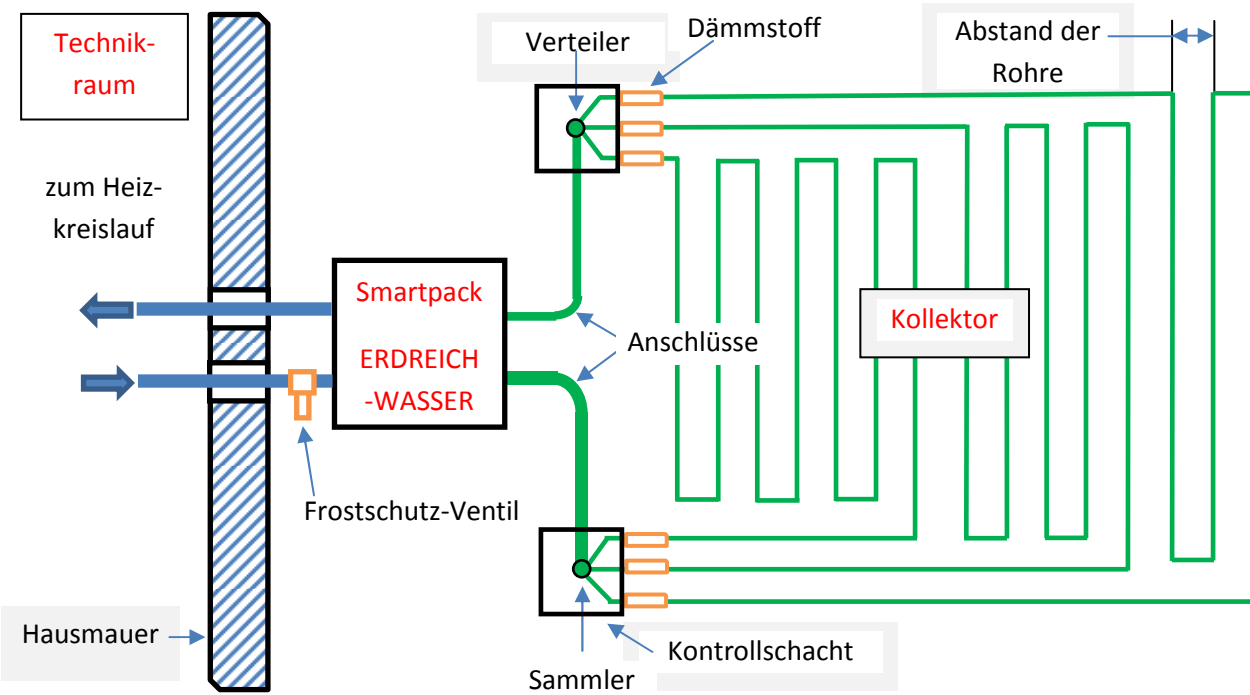 Technik-
raum
Verteiler
Dämmstoff
Abstand der
Rohre
zum Heiz-
kreislauf
Smartpack
ERDREICH
-WASSER
Anschlüsse
Kollektor
Frostschutz-Ventil
Hausmauer
Kontrollschacht
Sammler